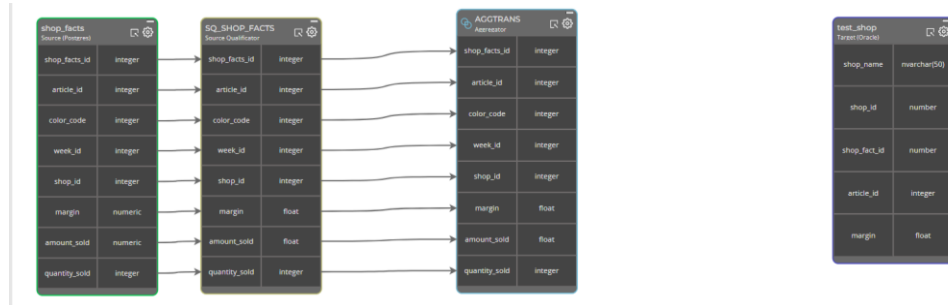 shop_facts
Source (Postgres)
shop_facts_id integer
article_id integer
color_code integer
week_id integer
shop_id integer
margin numeric
amount_sold numeric
quantity_sold integer
SQ_SHOP_FACTS
Source Qualificator
shop_facts_id integer
article_id integer
color_code integer
week_id integer
shop_id integer
margin float
amount_sold float
quantity_sold integer
AGGTRANS
Aggregator
shop_facts_id integer
article_id integer
color_code integer
week_id integer
shop_id integer
margin float
amount_sold float
quantity_sold integer
test_shop
Target (Oracle)
shop_name nvarchar(50)
shop_id number
shop_fact_id number
article_id integer
margin float